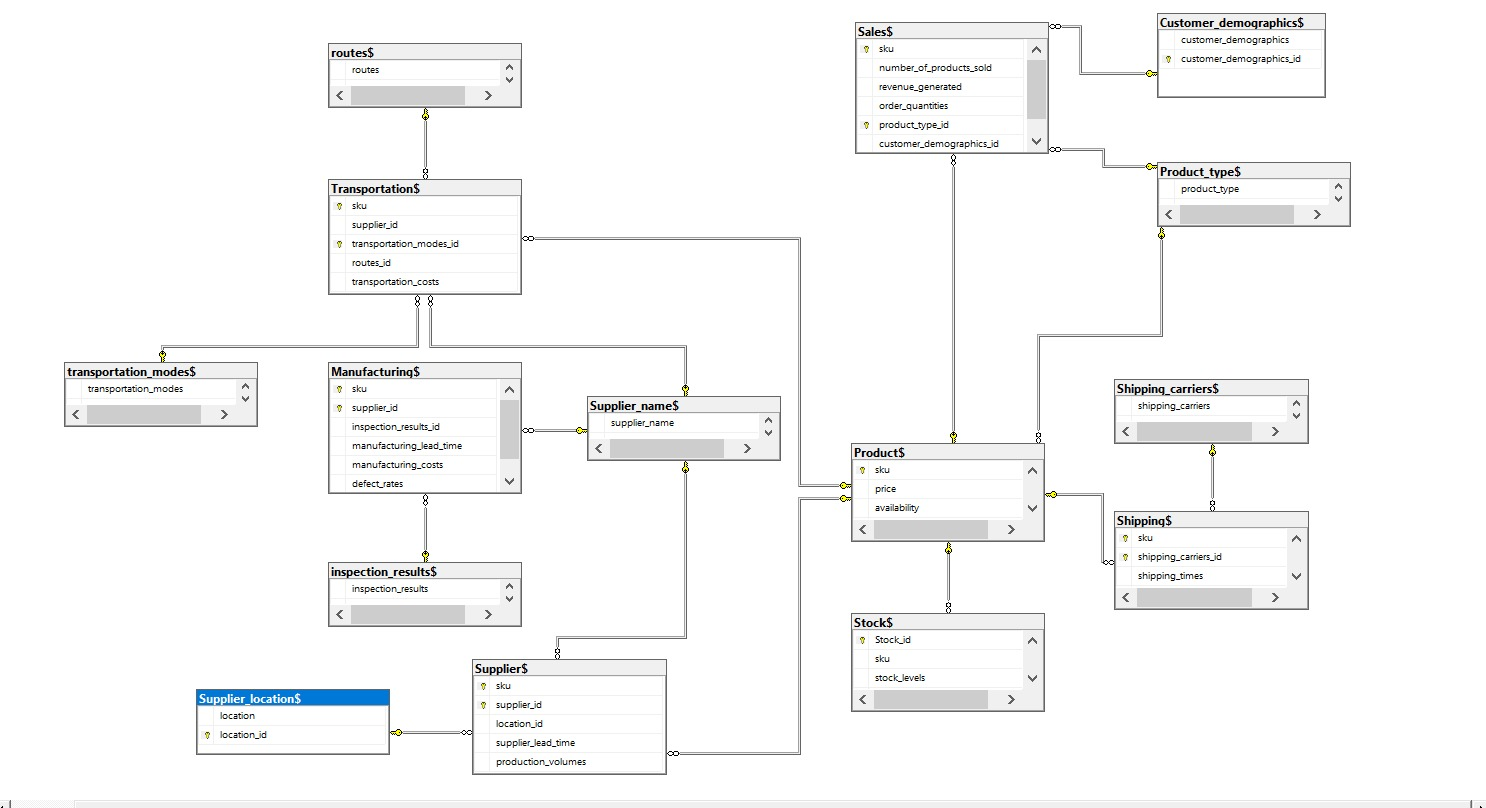 routes$
routes
Transportation$
sku
supplier_id
transportation_modes_id
routes_id
transportation_costs
transportation_modes$
transportation_modes
Manufacturing$
sku
supplier_id
inspection_results_id
manufacturing_lead_time
manufacturing_costs
defect_rates
Supplier_name$
supplier_name
inspection_results$
inspection_results
Supplier_location$
location
location_id
Supplier$
sku
supplier_id
location_id
supplier_lead_time
production_volumes
Sales$
sku
number_of_products_sold
revenue_generated
order_quantities
product_type_id
customer_demographics_id
Customer_demographics$
customer_demographics
customer_demographics_id
Product_type$
product_type
Product$
sku
price
availability
Shipping_carriers$
shipping_carriers
Shipping$
sku
shipping_carriers_id
shipping_times
Stock$
Stock_id
sku
stock_levels